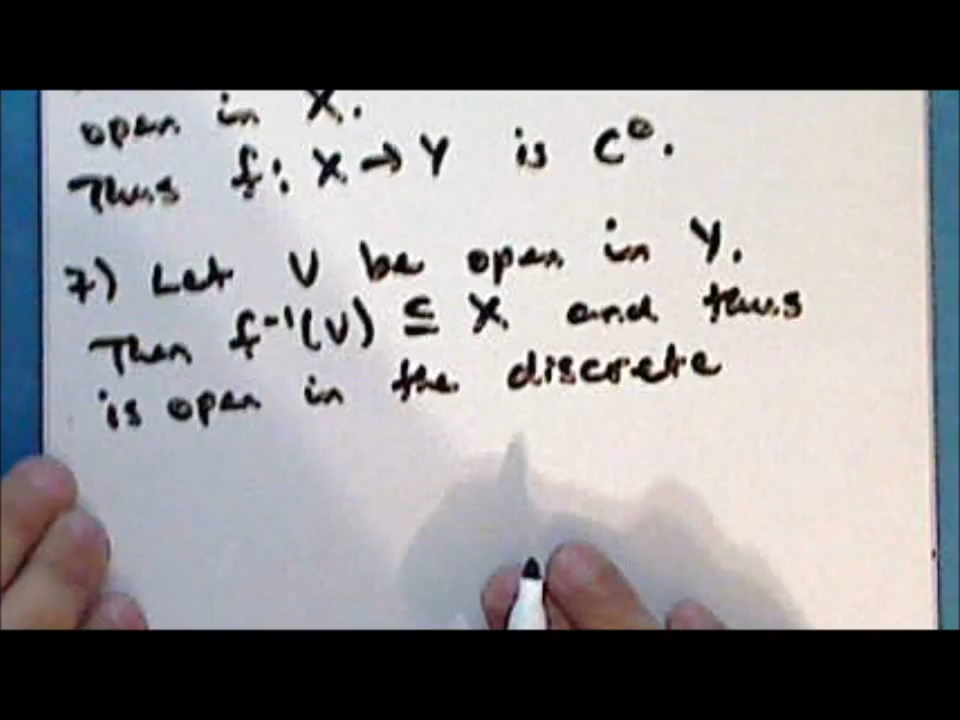 open in X.
Thus f: X → Y is C⁰.
7) Let V be open in Y.
Then f⁻¹(V) ⊆ X and thus
is open in the discrete